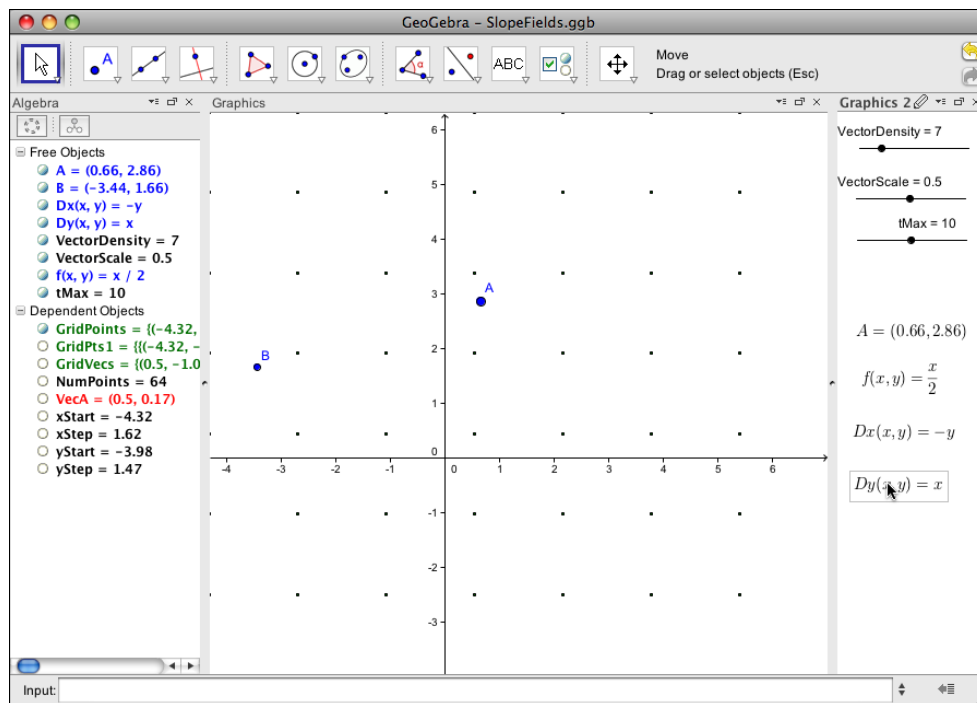 GeoGebra - SlopeFields.ggb
A
α
ABC
Move
Drag or select objects (Esc)
Algebra
Graphics
Graphics 2
Free Objects
A = (0.66, 2.86)
B = (-3.44, 1.66)
Dx(x, y) = -y
Dy(x, y) = x
VectorDensity = 7
VectorScale = 0.5
f(x, y) = x / 2
tMax = 10
Dependent Objects
GridPoints = {(-4.32,
GridPts1 = {{(-4.32, -
GridVecs = {(0.5, -1.0
NumPoints = 64
VecA = (0.5, 0.17)
xStart = -4.32
xStep = 1.62
yStart = -3.98
yStep = 1.47
6
5
4
3
2
1
0
-1
-2
-3
-4 -3 -2 -1 0 1 2 3 4 5 6
A
B
VectorDensity = 7
VectorScale = 0.5
tMax = 10
A = (0.66, 2.86)
f(x, y) = x/2
Dx(x, y) = -y
Dy(x, y) = x
Input: